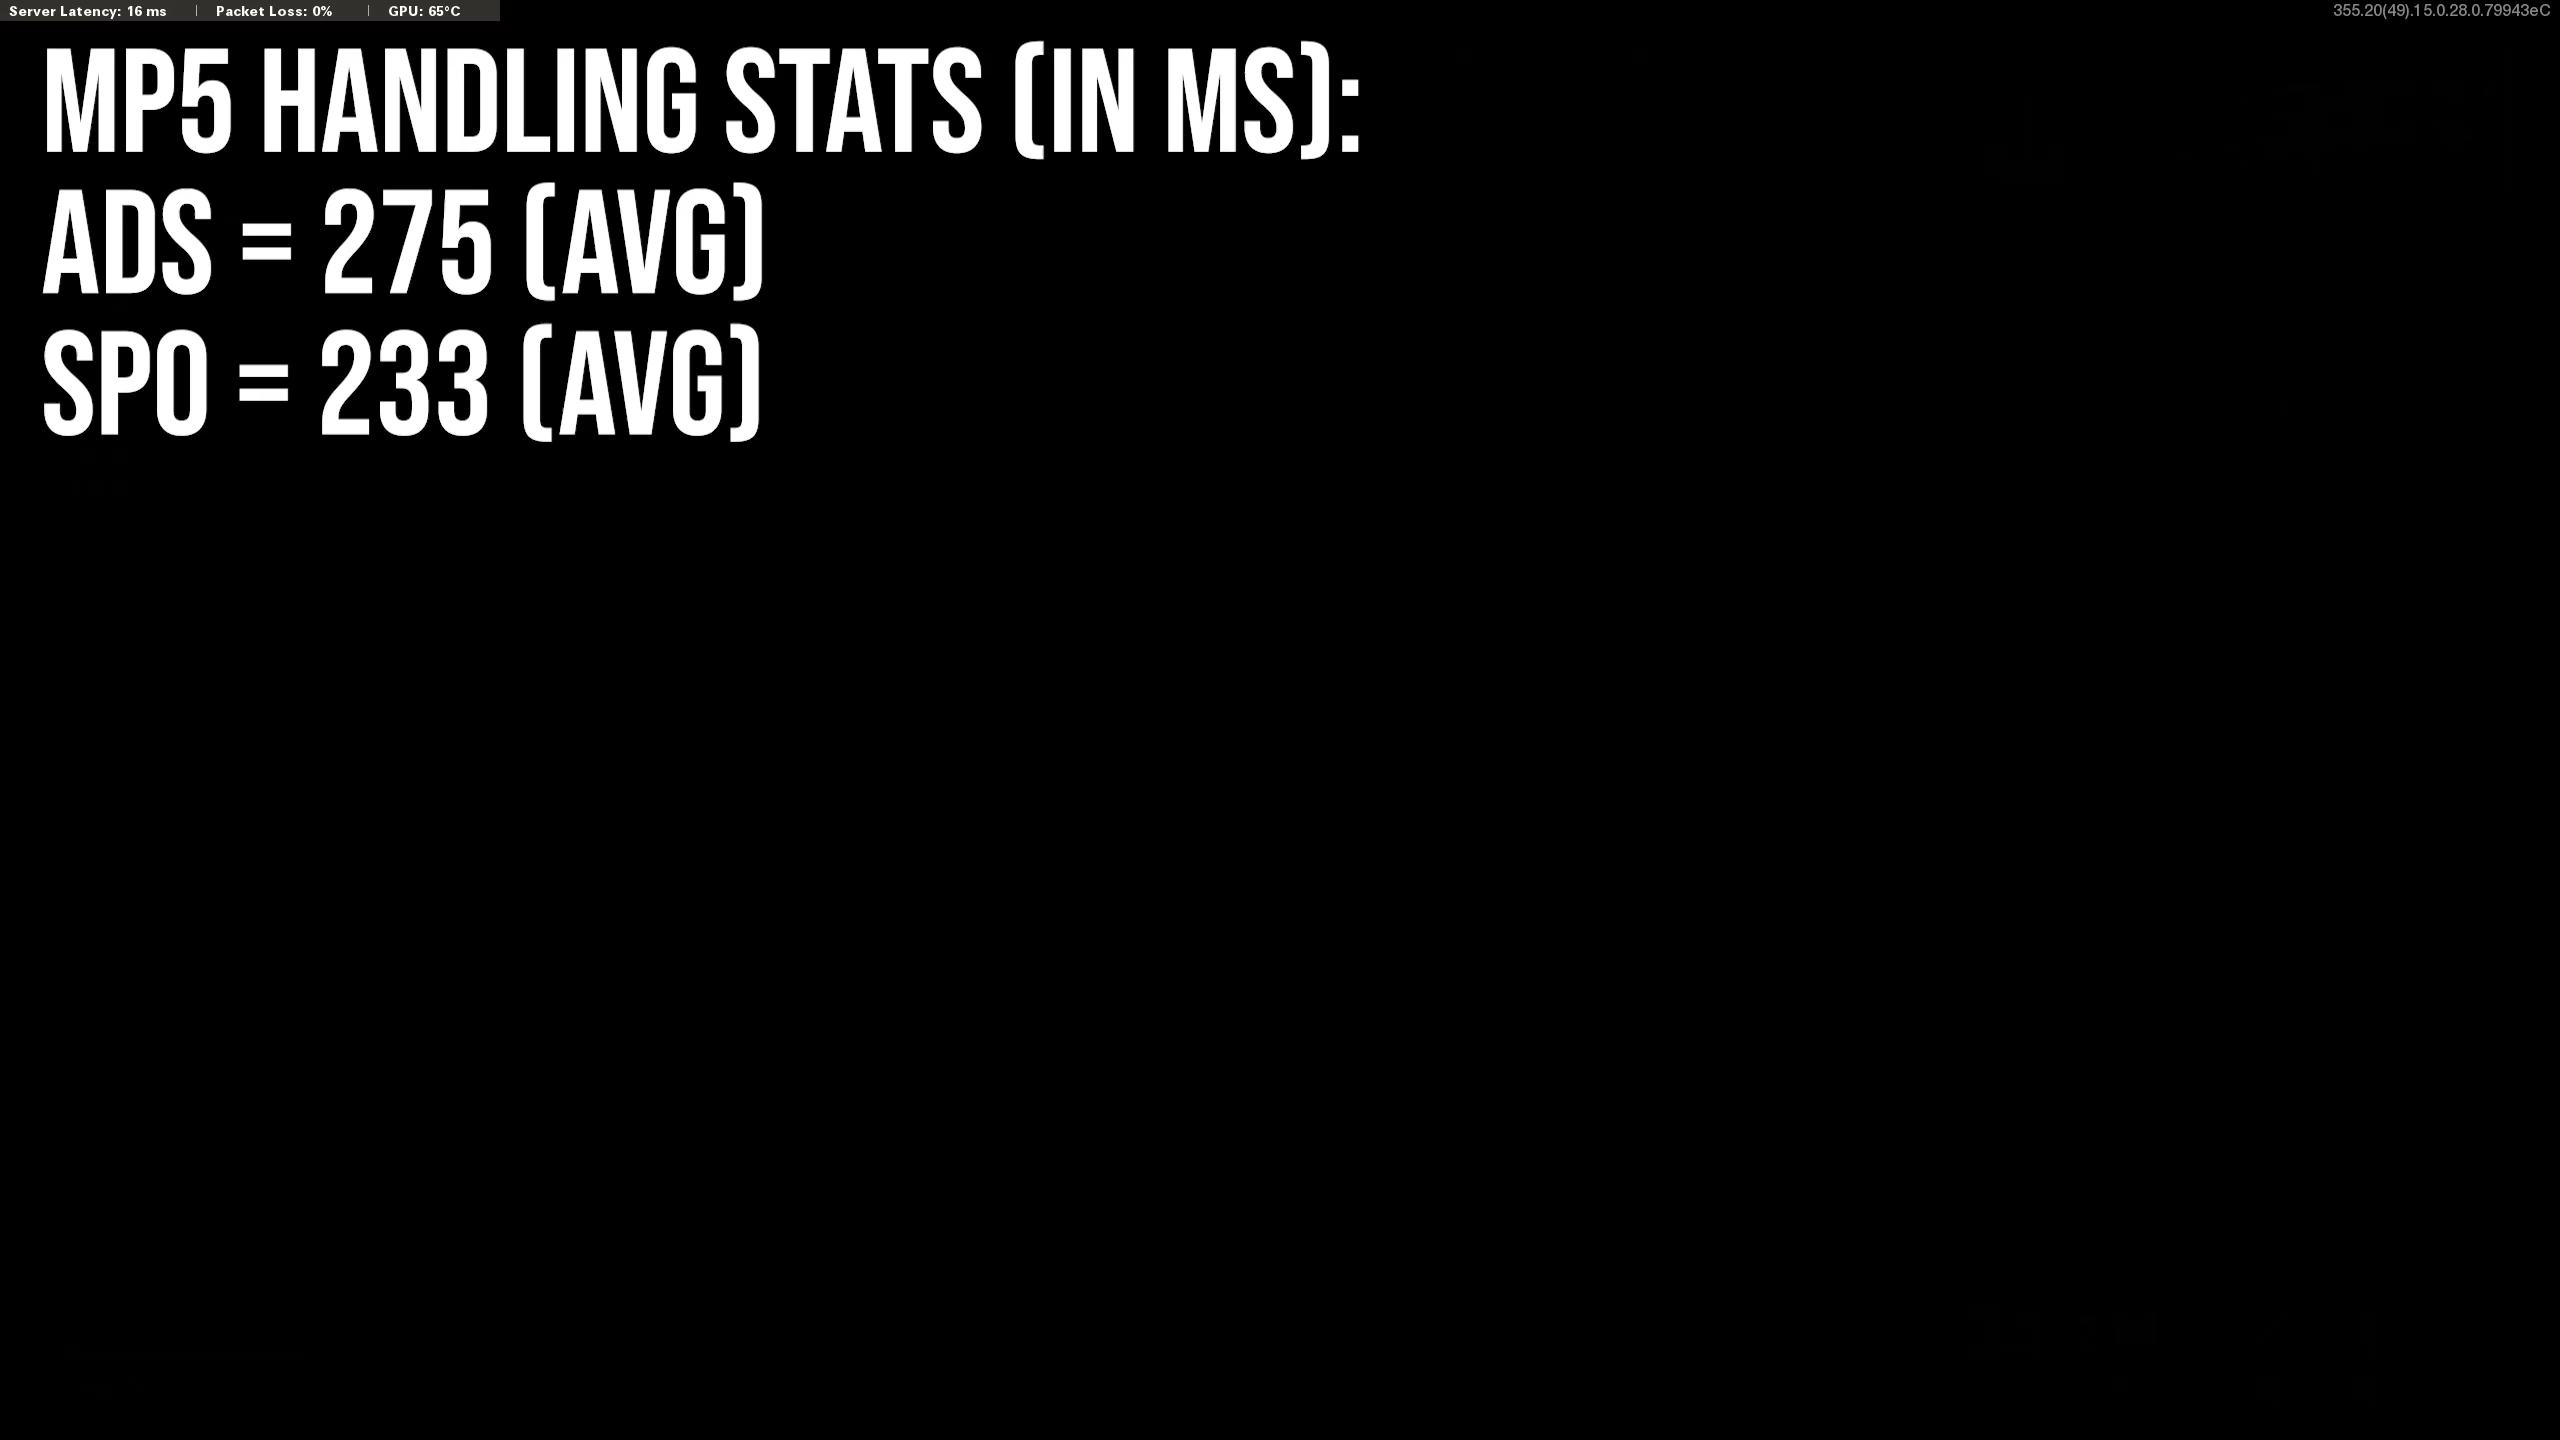 Server Latency: 16 ms | Packet Loss: 0% | GPU: 65°C
355.20(49).15.0.28.0.79943eC
MP5 HANDLING STATS (IN MS):
ADS = 275 (AVG)
SPO = 233 (AVG)